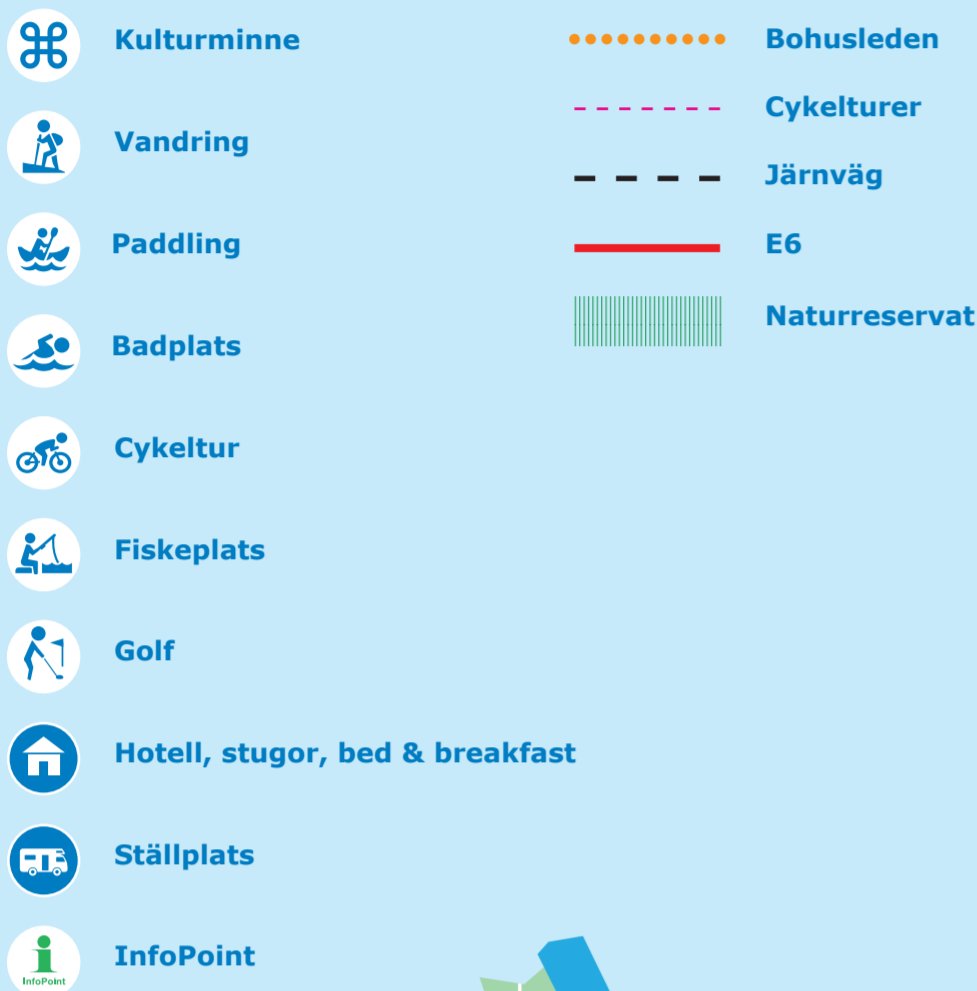 Kulturminne
Vandring
Paddling
Badplats
Cykeltur
Fiskeplats
Golf
Hotell, stugor, bed & breakfast
Ställplats
InfoPoint
InfoPoint
Bohusleden
Cykelturer
Järnväg
E6
Naturreservat